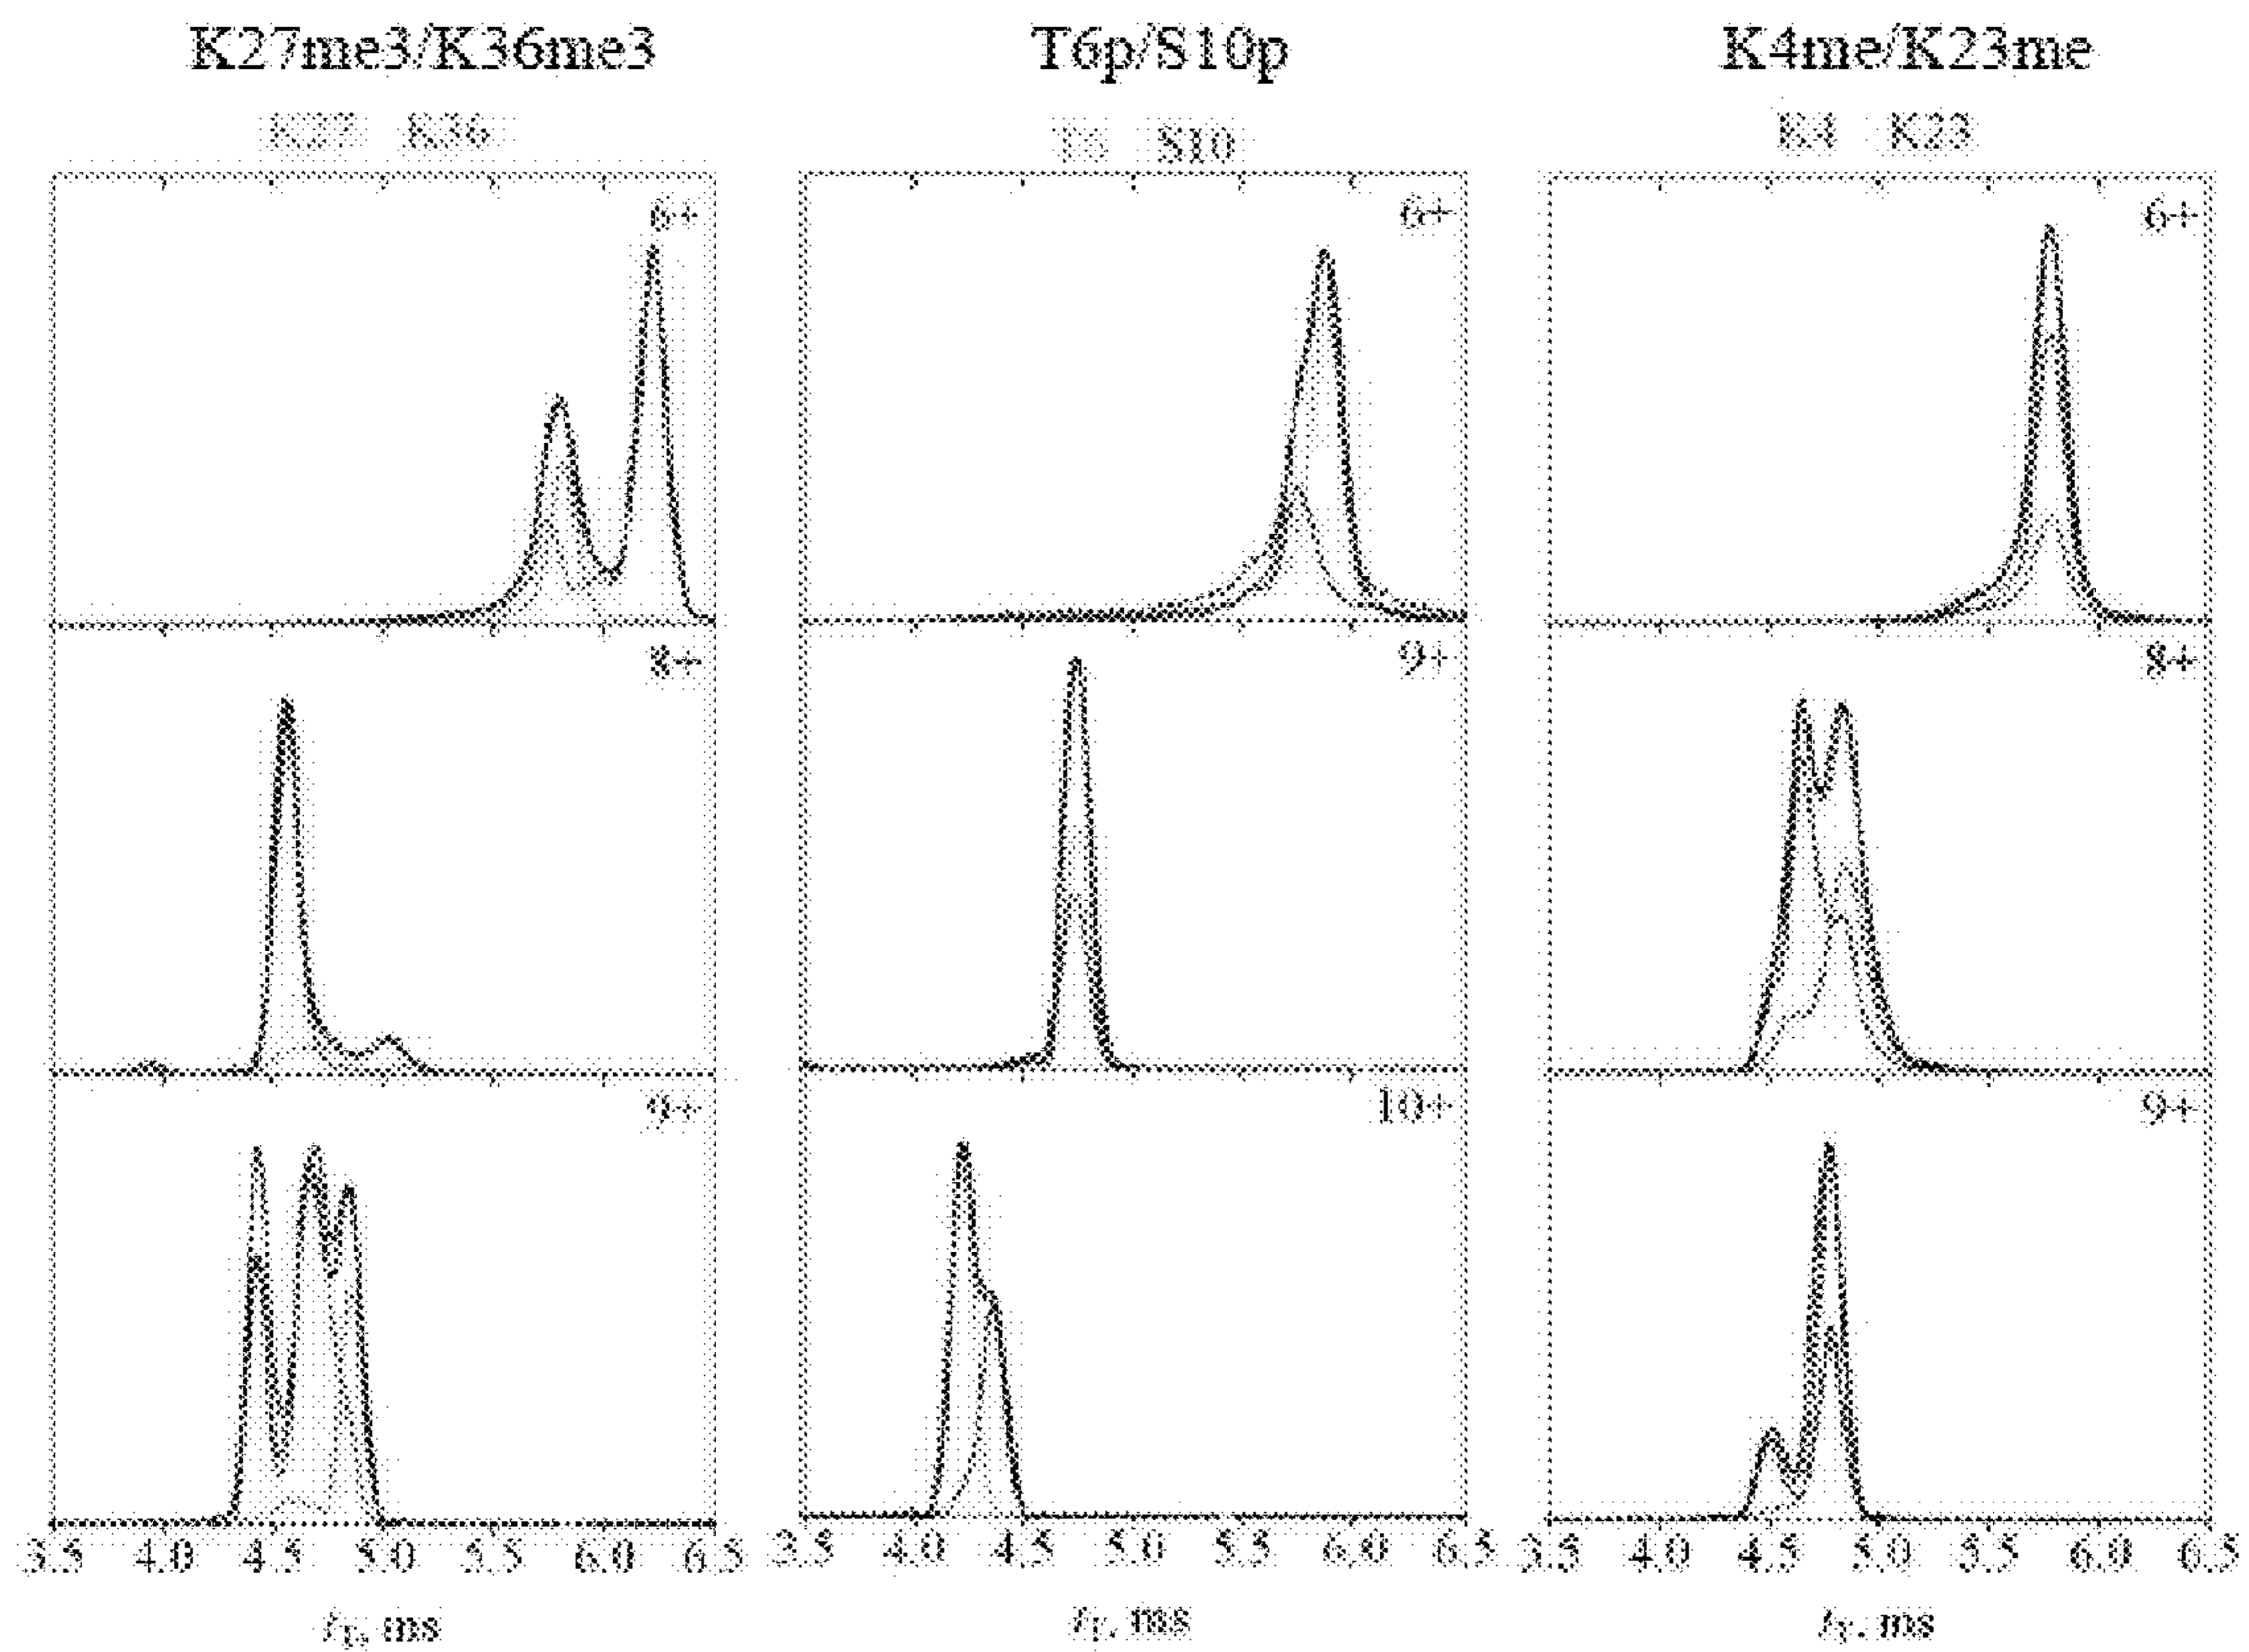 K27me3/K36me3 T6p/S10p K4me/K23me
K27 K36 T6 S10 K4 K23
6+ 6+ 6+
8+ 9+ 8+
9+ 10+ 9+
3.5 4.0 4.5 5.0 5.5 6.0 6.5 3.5 4.0 4.5 5.0 5.5 6.0 6.5 3.5 4.0 4.5 5.0 5.5 6.0 6.5
ms ms ms